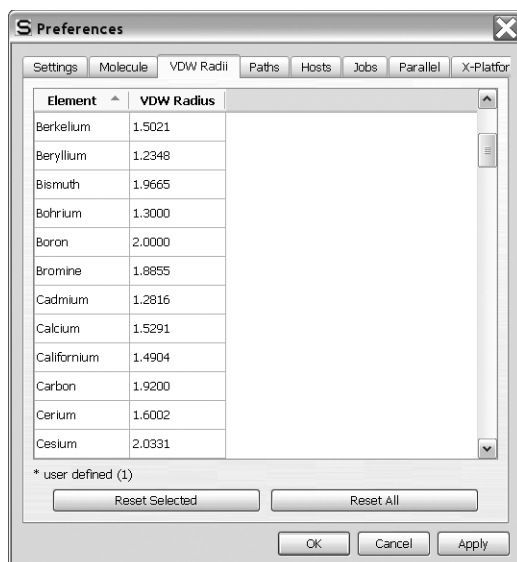 S Preferences
Settings Molecule VDW Radii Paths Hosts Jobs Parallel X-Platfor
Element VDW Radius
Berkelium 1.5021
Beryllium 1.2348
Bismuth 1.9665
Bohrium 1.3000
Boron 2.0000
Bromine 1.8855
Cadmium 1.2816
Calcium 1.5291
Californium 1.4904
Carbon 1.9200
Cerium 1.6002
Cesium 2.0331
* user defined (1)
Reset Selected Reset All
OK Cancel Apply